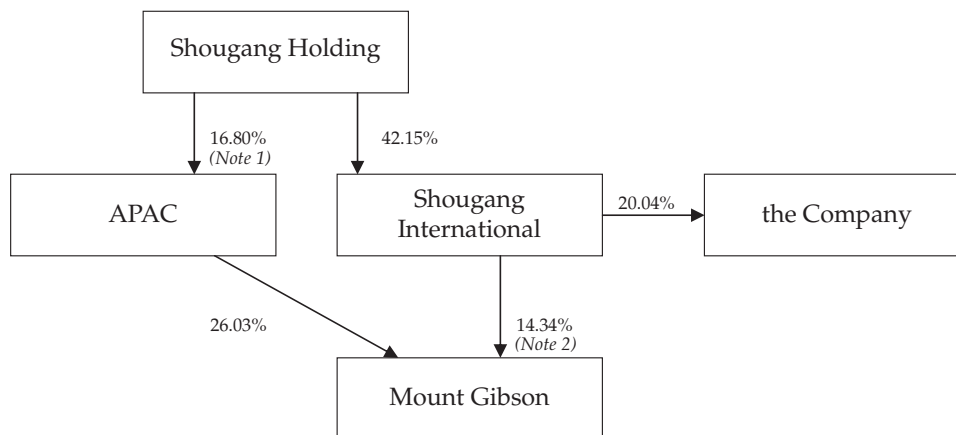 Shougang Holding
16.80%
(Note 1)
42.15%
APAC
Shougang
International
20.04%
the Company
26.03%
14.34%
(Note 2)
Mount Gibson